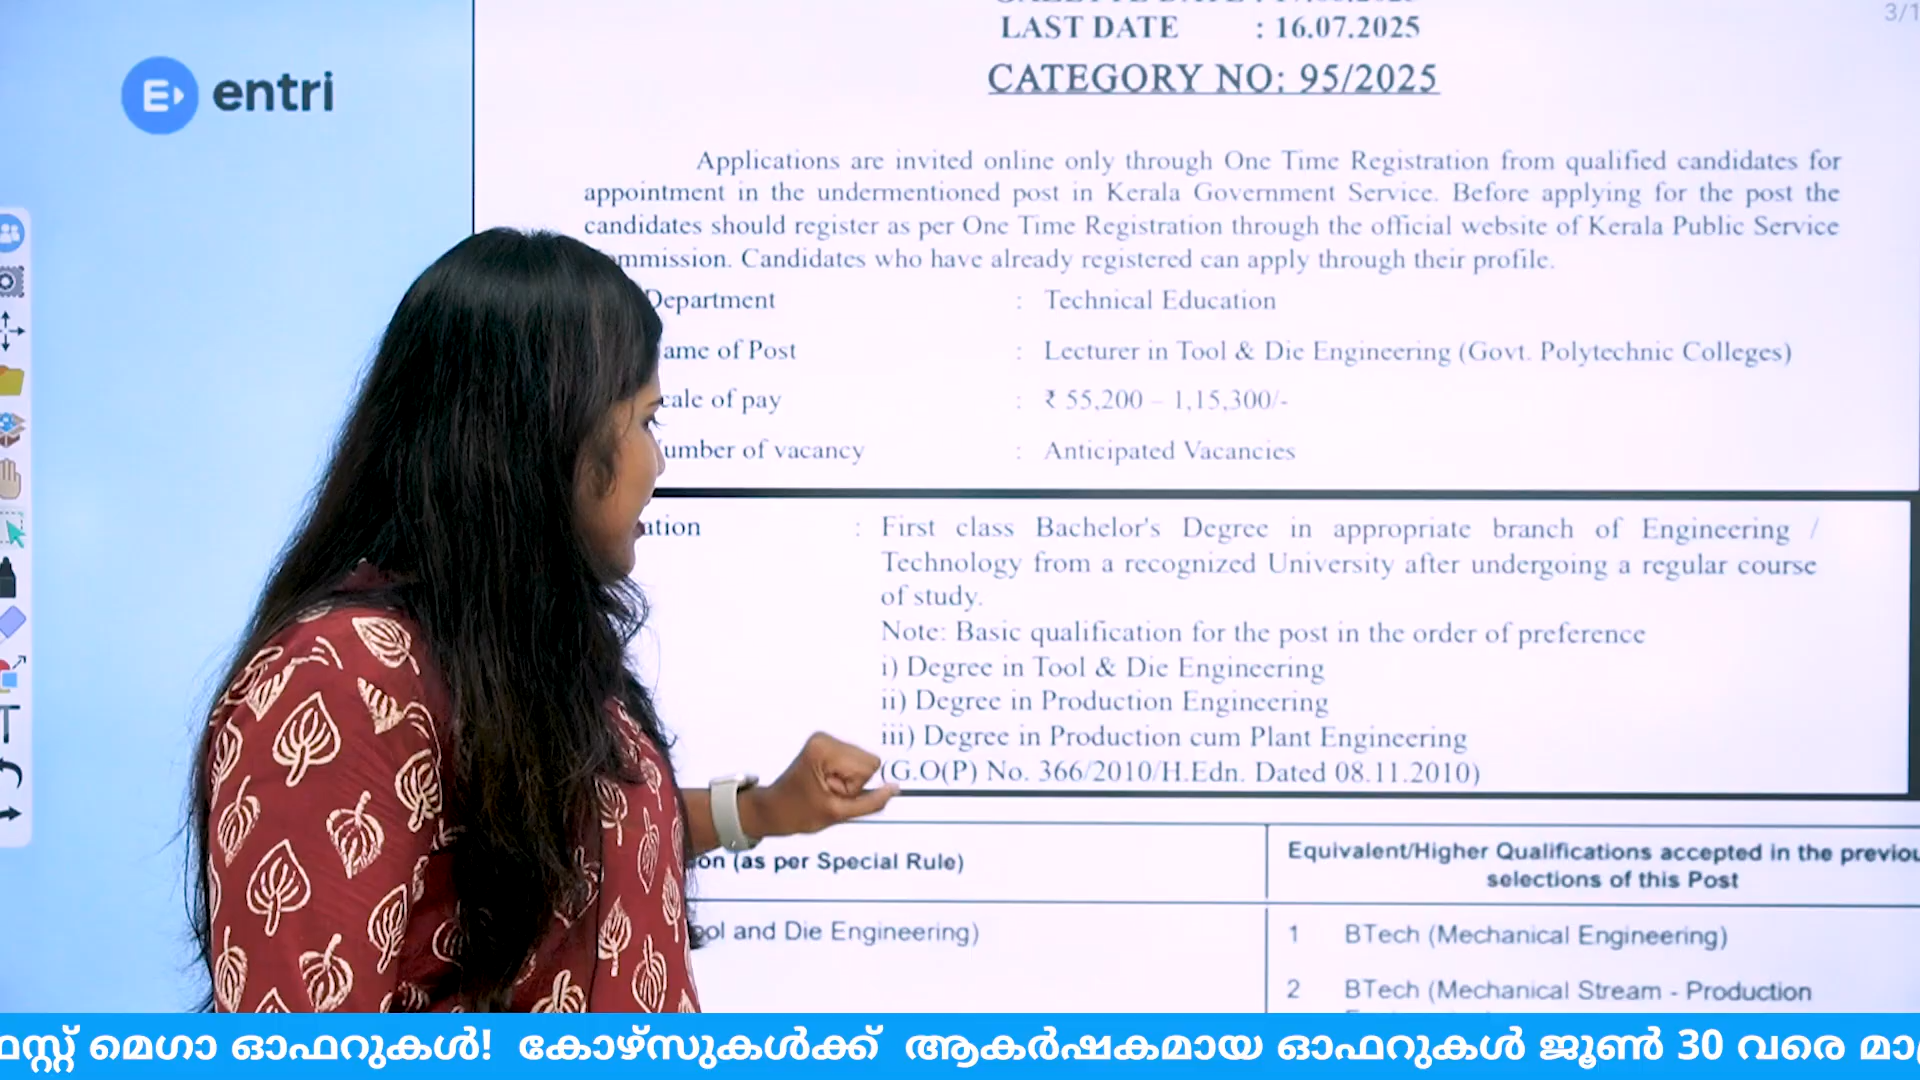 entri
LAST DATE : 16.07.2025
CATEGORY NO: 95/2025
Applications are invited online only through One Time Registration from qualified candidates for
appointment in the undermentioned post in Kerala Government Service. Before applying for the post the
candidates should register as per One Time Registration through the official website of Kerala Public Service
mmission. Candidates who have already registered can apply through their profile.
Department : Technical Education
ame of Post : Lecturer in Tool & Die Engineering (Govt. Polytechnic Colleges)
cale of pay : ₹ 55,200 – 1,15,300/-
umber of vacancy : Anticipated Vacancies
ation : First class Bachelor's Degree in appropriate branch of Engineering /
Technology from a recognized University after undergoing a regular course
of study.
Note: Basic qualification for the post in the order of preference
i) Degree in Tool & Die Engineering
ii) Degree in Production Engineering
iii) Degree in Production cum Plant Engineering
(G.O(P) No. 366/2010/H.Edn. Dated 08.11.2010)
on (as per Special Rule)
Equivalent/Higher Qualifications accepted in the previou
selections of this Post
ool and Die Engineering)
1 BTech (Mechanical Engineering)
2 BTech (Mechanical Stream - Production
ഫസ്റ്റ് മെഗാ ഓഫറുകൾ! കോഴ്സുകൾക്ക് ആകർഷകമായ ഓഫറുകൾ ജൂൺ 30 വരെ